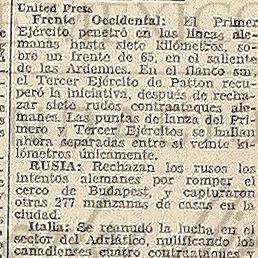 United Press
Frente Occidental: El Primer
Ejército penetró en las líneas ale-
manas hasta siete kilómetros, so-
bre un frente de 65, en el saliente
de las Ardennes. En el flanco sur,
el Tercer Ejército de Patton recu-
peró la iniciativa, después de recha-
zar siete rudos contraataques ale-
manes. Las puntas de lanza del Pri-
mero y Tercer Ejércitos se hallan
ahora separadas entre sí veinte ki-
lómetros únicamente.
RUSIA: Rechazan los rusos los
intentos alemanes por romper el
cerco de Budapest, y capturaron
otras 277 manzanas de casas en la
ciudad.
Italia: Se reanudó la lucha en el
sector del Adriático, nulificando los
canadienses cuatro contraataques y